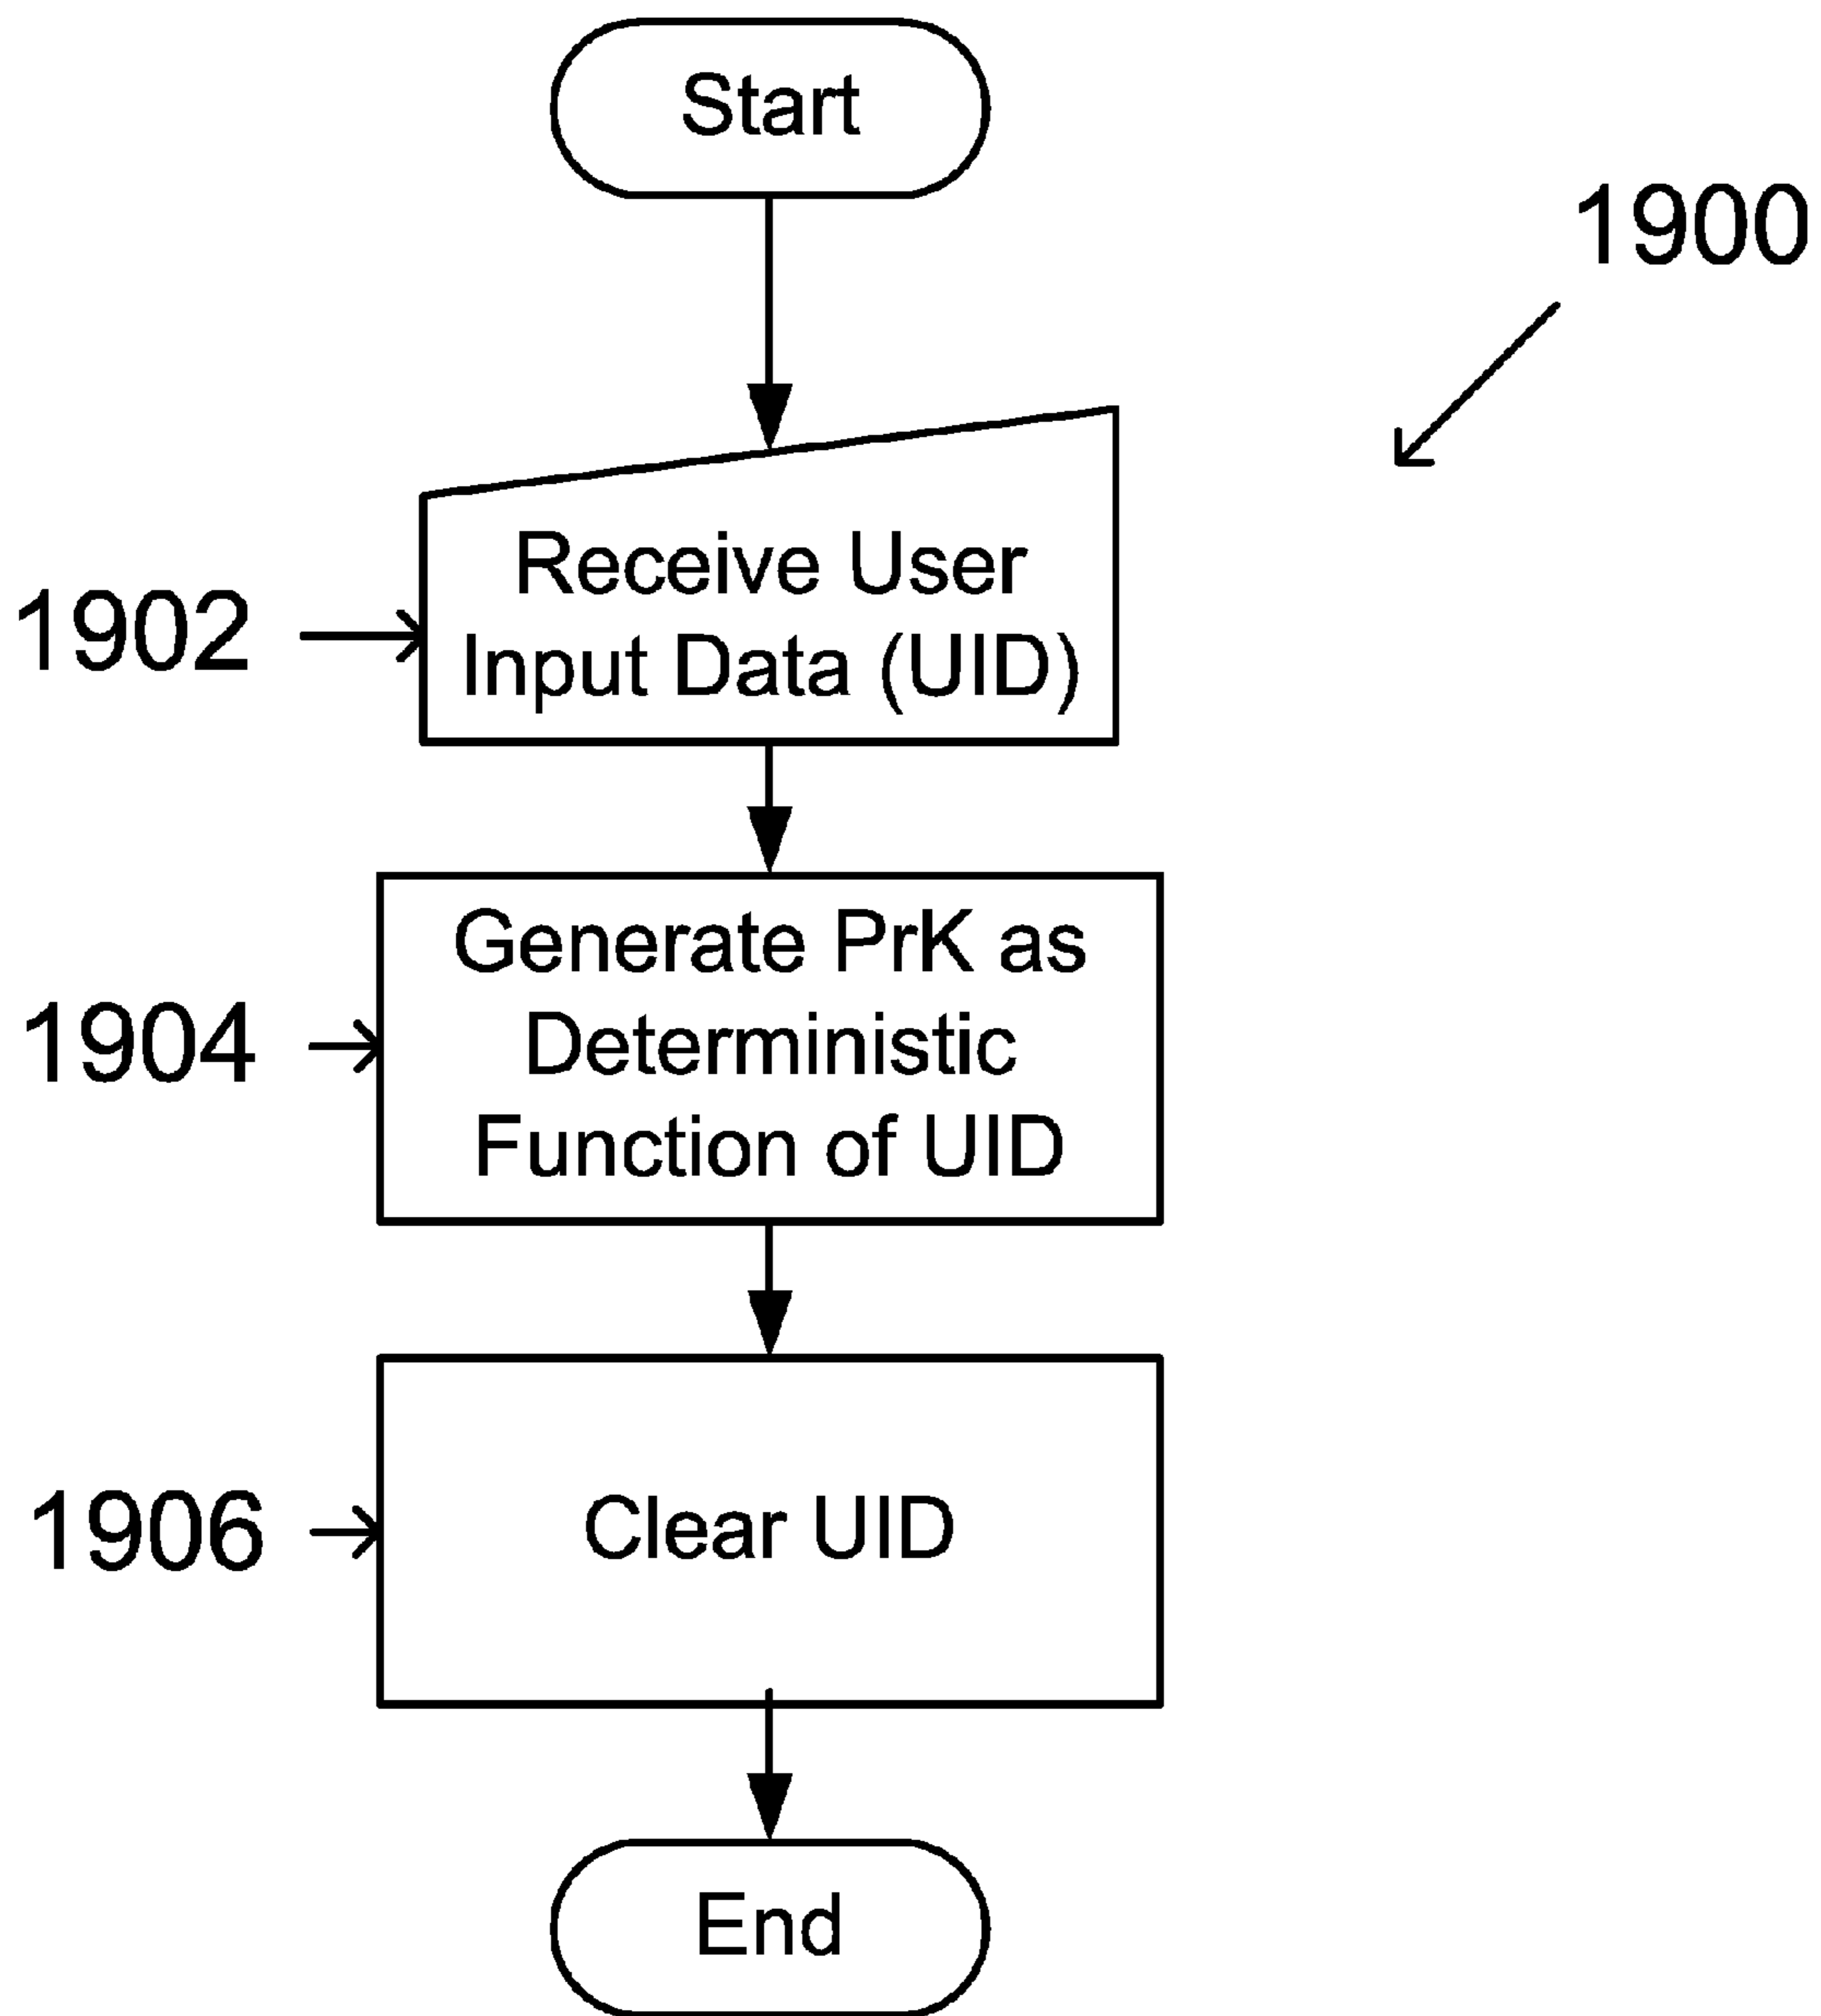 Start
1900
Receive User
Input Data (UID)
1902
Generate PrK as
Deterministic
Function of UID
1904
Clear UID
1906
End